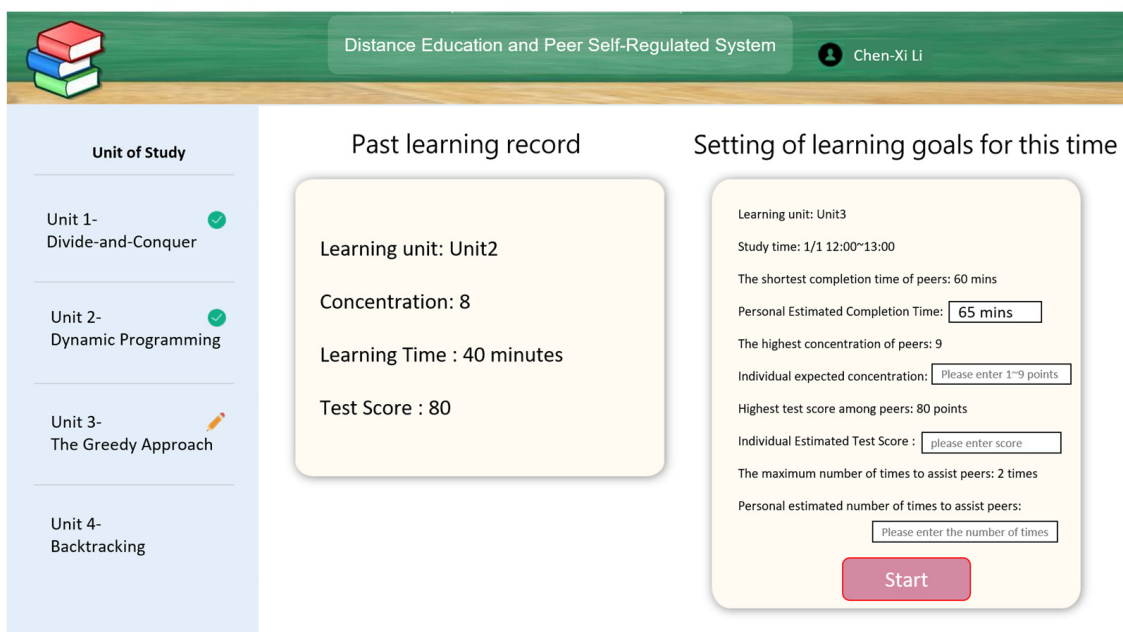 Distance Education and Peer Self-Regulated System
Chen-Xi Li
Unit of Study
Unit 1-
Divide-and-Conquer
Unit 2-
Dynamic Programming
Unit 3-
The Greedy Approach
Unit 4-
Backtracking
Past learning record
Learning unit: Unit2
Concentration: 8
Learning Time : 40 minutes
Test Score : 80
Setting of learning goals for this time
Learning unit: Unit3
Study time: 1/1 12:00~13:00
The shortest completion time of peers: 60 mins
Personal Estimated Completion Time: 65 mins
The highest concentration of peers: 9
Individual expected concentration: Please enter 1~9 points
Highest test score among peers: 80 points
Individual Estimated Test Score : please enter score
The maximum number of times to assist peers: 2 times
Personal estimated number of times to assist peers:
Please enter the number of times
Start